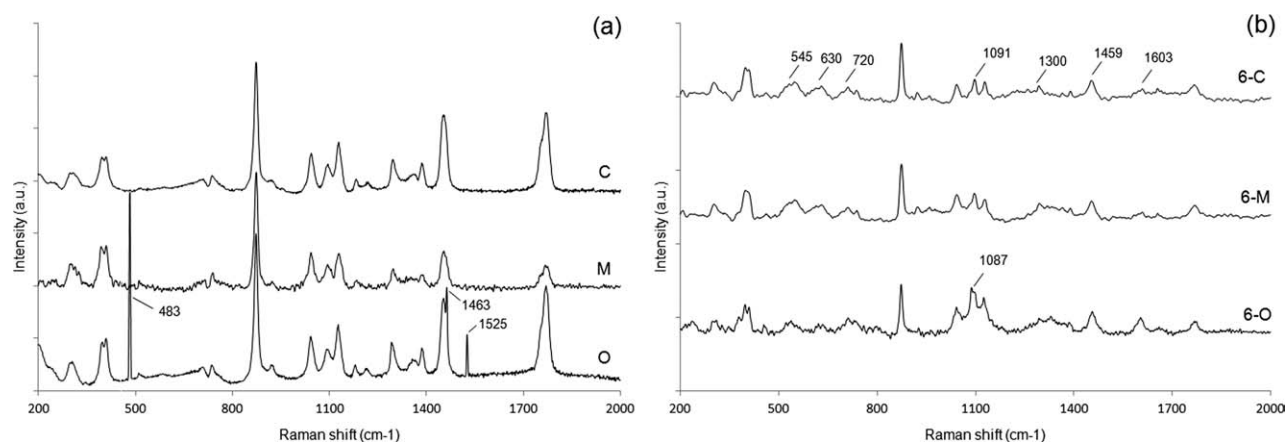 (a)
C
M
483
1463
1525
O
Intensity (a.u.)
200 500 800 1100 1400 1700 2000
Raman shift (cm-1)
(b)
545 630 720 1091 1300 1459 1603
6-C
6-M
1087
6-O
Intensity (a.u.)
200 500 800 1100 1400 1700 2000
Raman shift (cm-1)